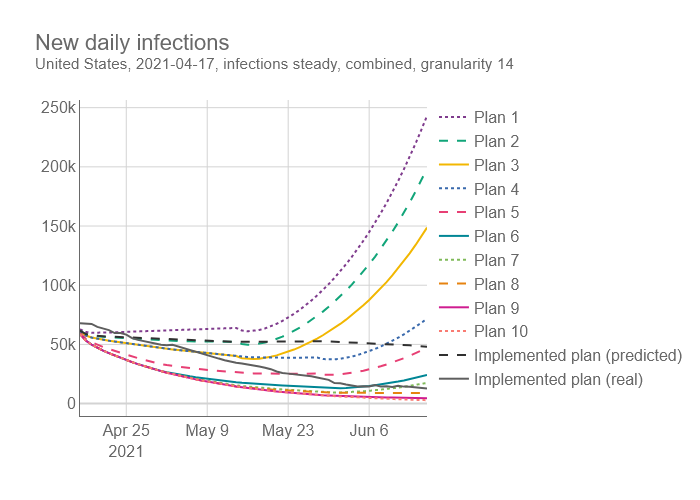 New daily infections
United States, 2021-04-17, infections steady, combined, granularity 14
250k
200k
150k
100k
50k
0
Apr 25
2021
May 9
May 23
Jun 6
Plan 1
Plan 2
Plan 3
Plan 4
Plan 5
Plan 6
Plan 7
Plan 8
Plan 9
Plan 10
Implemented plan (predicted)
Implemented plan (real)